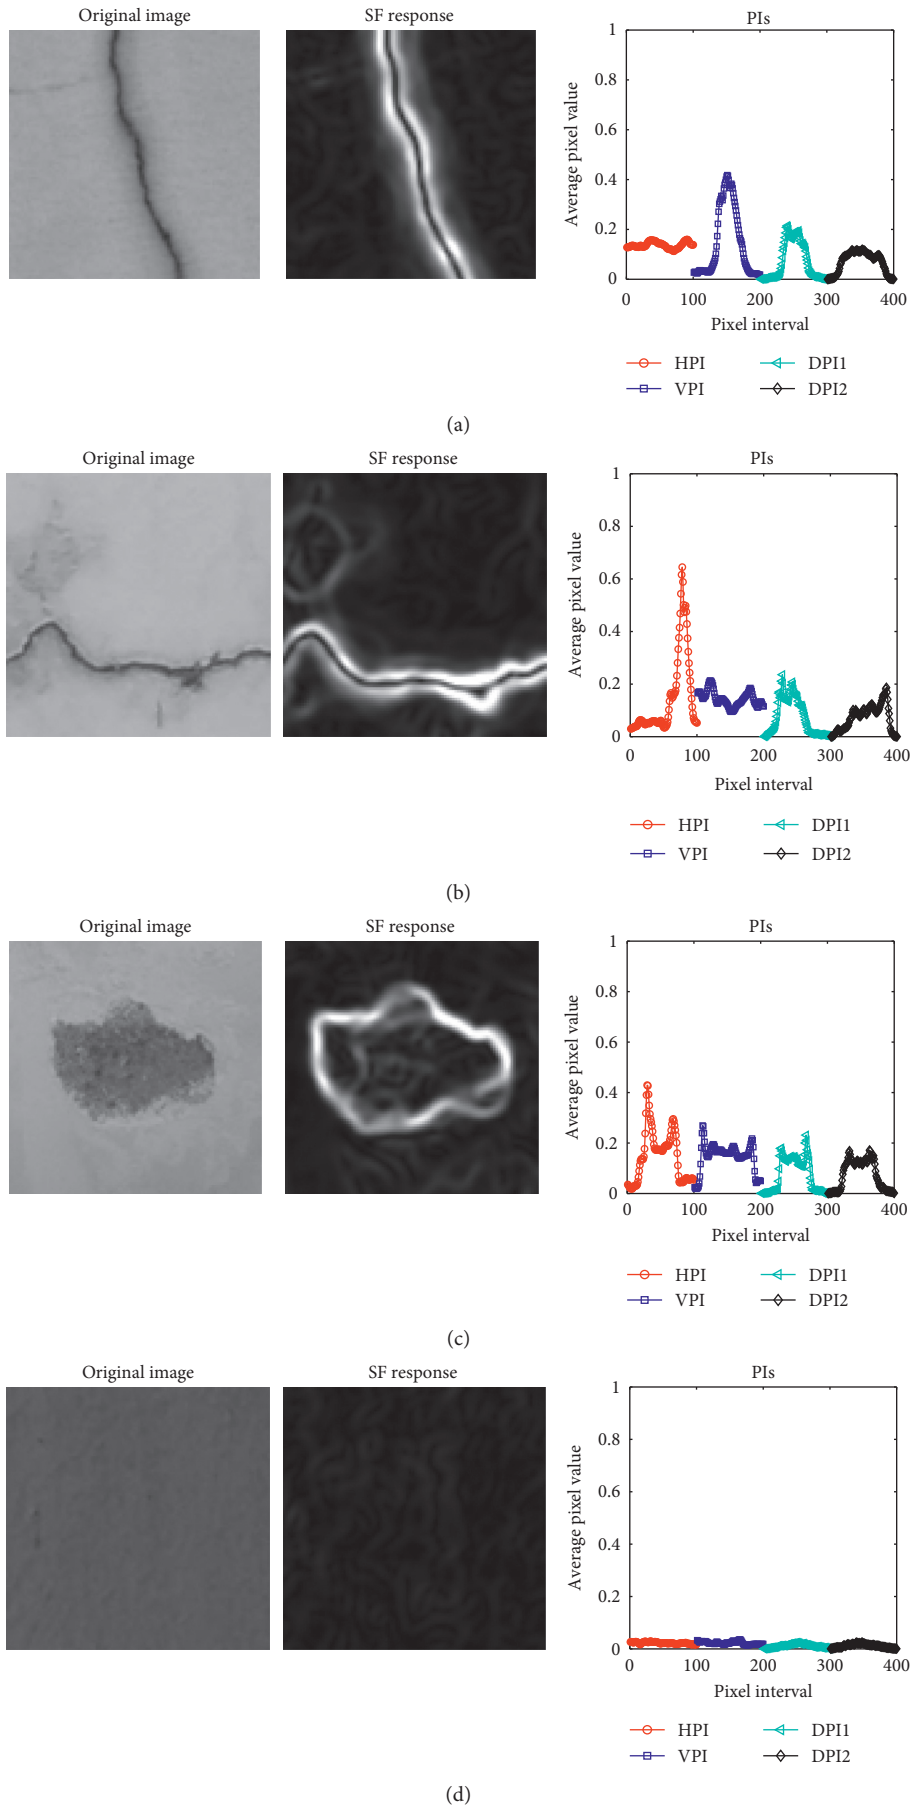 Original image
SF response
PIs
Average pixel value
1
0.8
0.6
0.4
0.2
0
0 100 200 300 400
Pixel interval
HPI
VPI
DPI1
DPI2
(a)
Original image
SF response
PIs
Average pixel value
1
0.8
0.6
0.4
0.2
0
0 100 200 300 400
Pixel interval
HPI
VPI
DPI1
DPI2
(b)
Original image
SF response
PIs
Average pixel value
1
0.8
0.6
0.4
0.2
0
0 100 200 300 400
Pixel interval
HPI
VPI
DPI1
DPI2
(c)
Original image
SF response
PIs
Average pixel value
1
0.8
0.6
0.4
0.2
0
0 100 200 300 400
Pixel interval
HPI
VPI
DPI1
DPI2
(d)